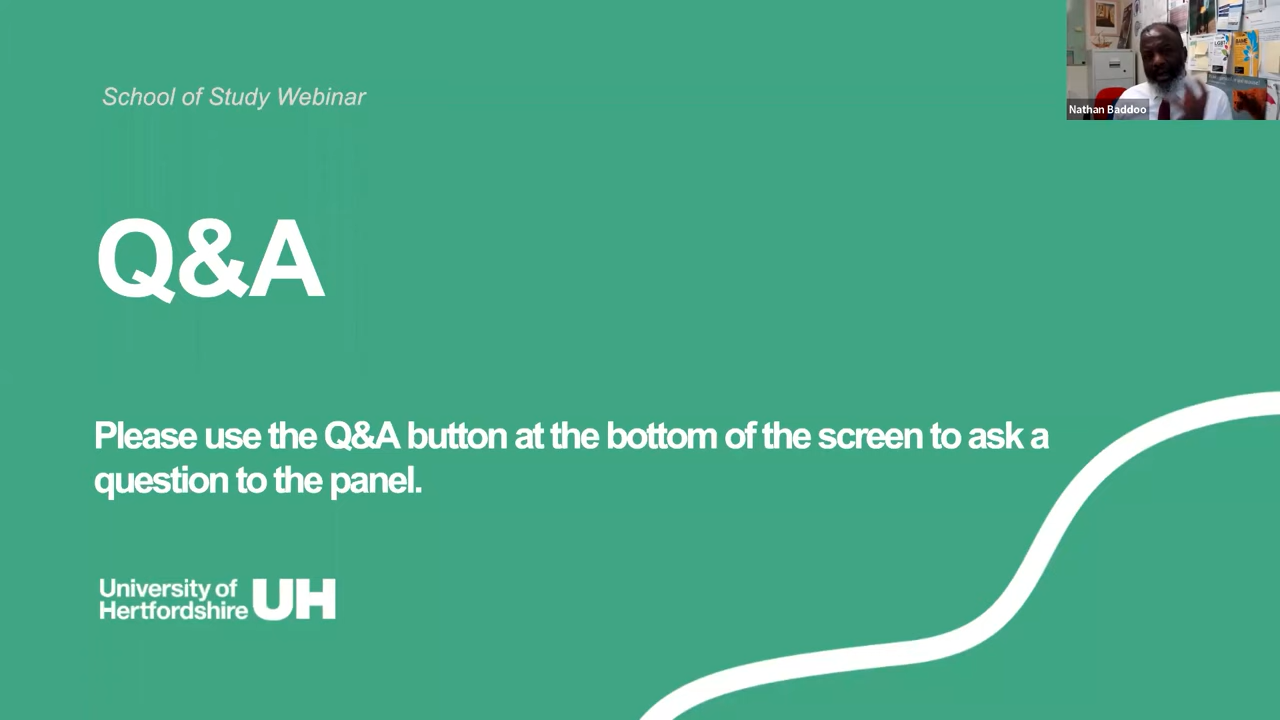 School of Study Webinar
Nathan Baddoo
Q&A
Please use the Q&A button at the bottom of the screen to ask a
question to the panel.
University of
Hertfordshire UH